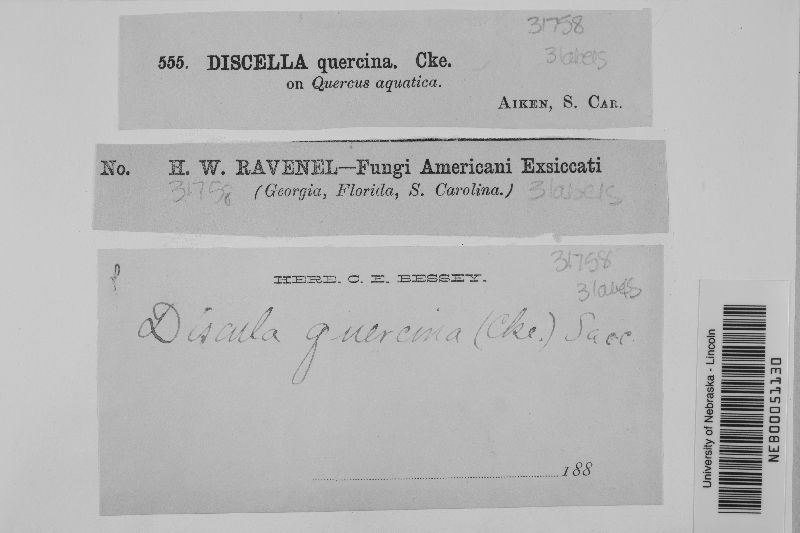 31758
3 labels
555. DISCELLA quercina. Cke.
on Quercus aquatica.
AIKEN, S. CAR.
No. H. W. RAVENEL—Fungi Americani Exsiccati
31758 (Georgia, Florida, S. Carolina.) 3 labels
31758
3 labels
HERB. C. E. BESSEY.
Discula quercina (Cke.) Sacc.
188
University of Nebraska - Lincoln
NEB00051130